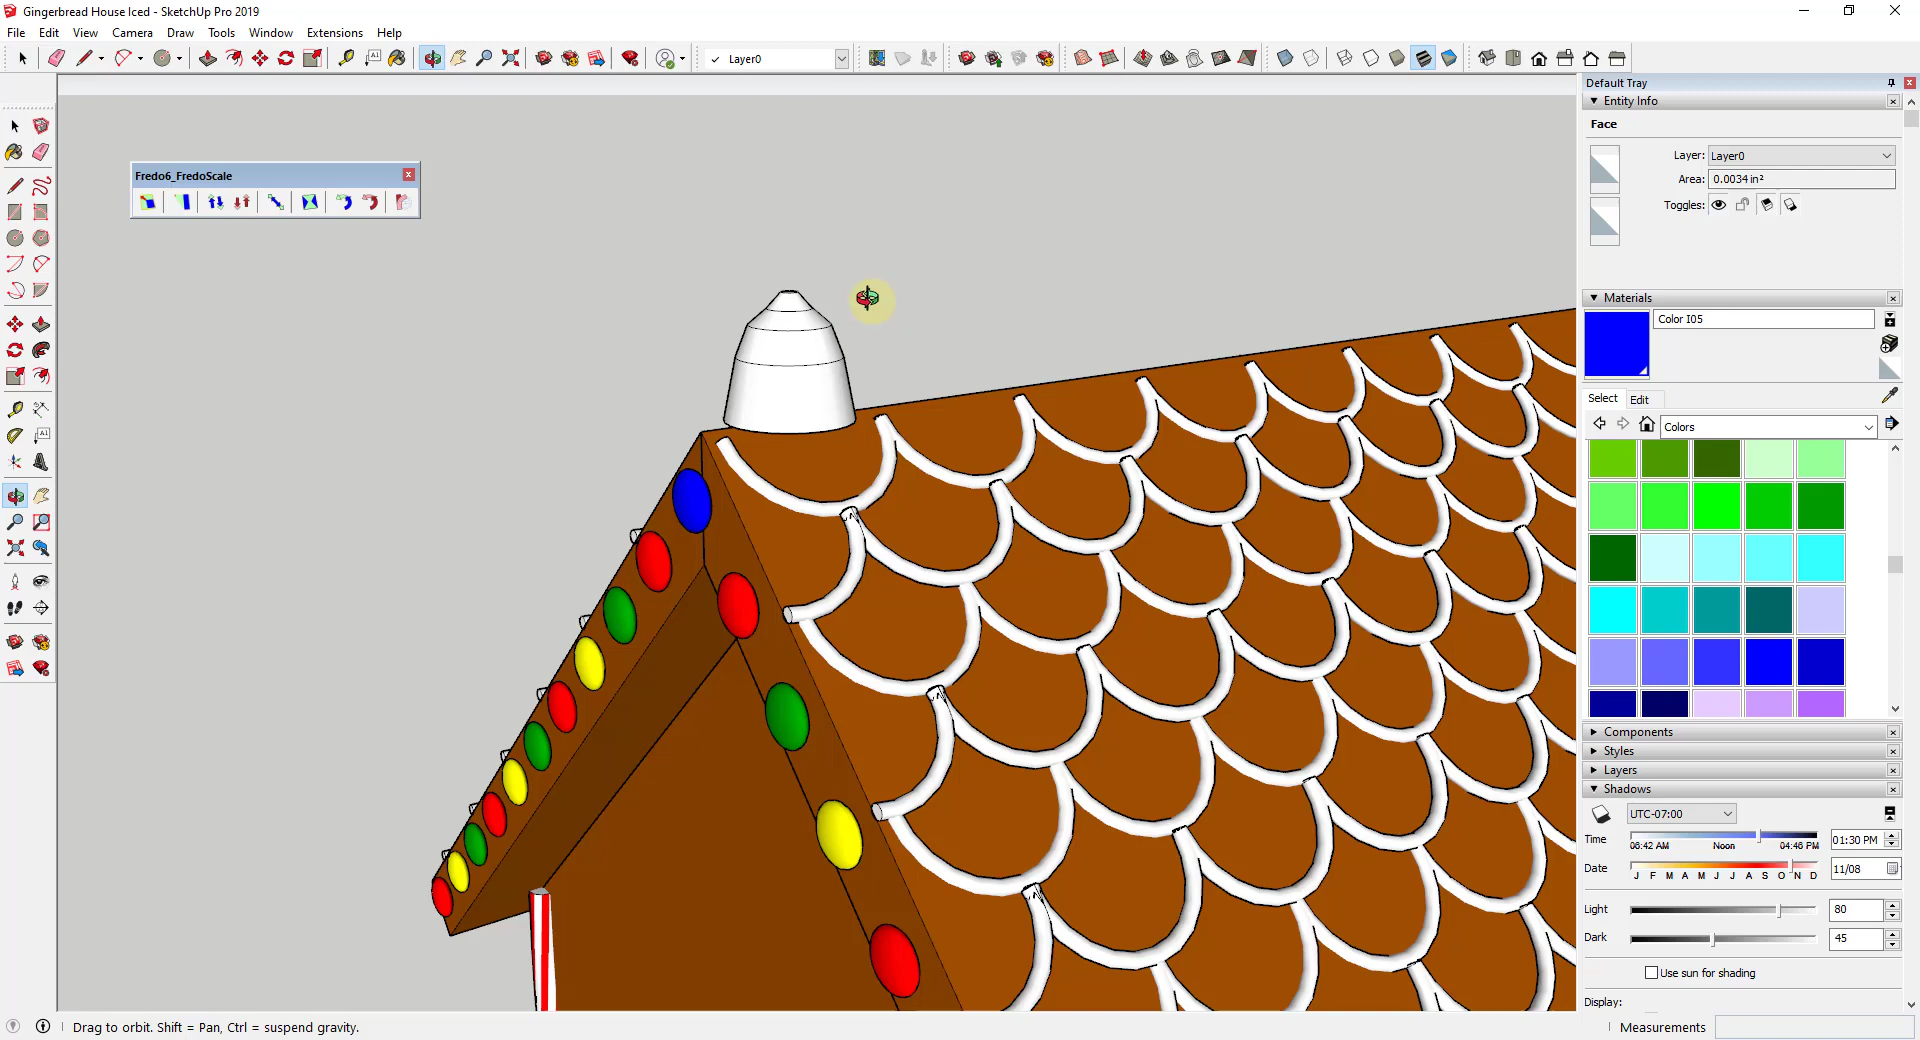 Gingerbread House Iced - SketchUp Pro 2019
File Edit View Camera Draw Tools Window Extensions Help
Layer0
Default Tray
Entity Info
Face
Layer: Layer0
Area: 0.0034 in²
Toggles:
Fredo6_FredoScale
Materials
Color I05
Select Edit
Colors
Components
Styles
Layers
Shadows
UTC-07:00
Time 06:42 AM Noon 04:46 PM 01:30 PM
Date J F M A M J J A S O N D 11/08
Light 80
Dark 45
Use sun for shading
Display:
Drag to orbit. Shift = Pan, Ctrl = suspend gravity.
Measurements